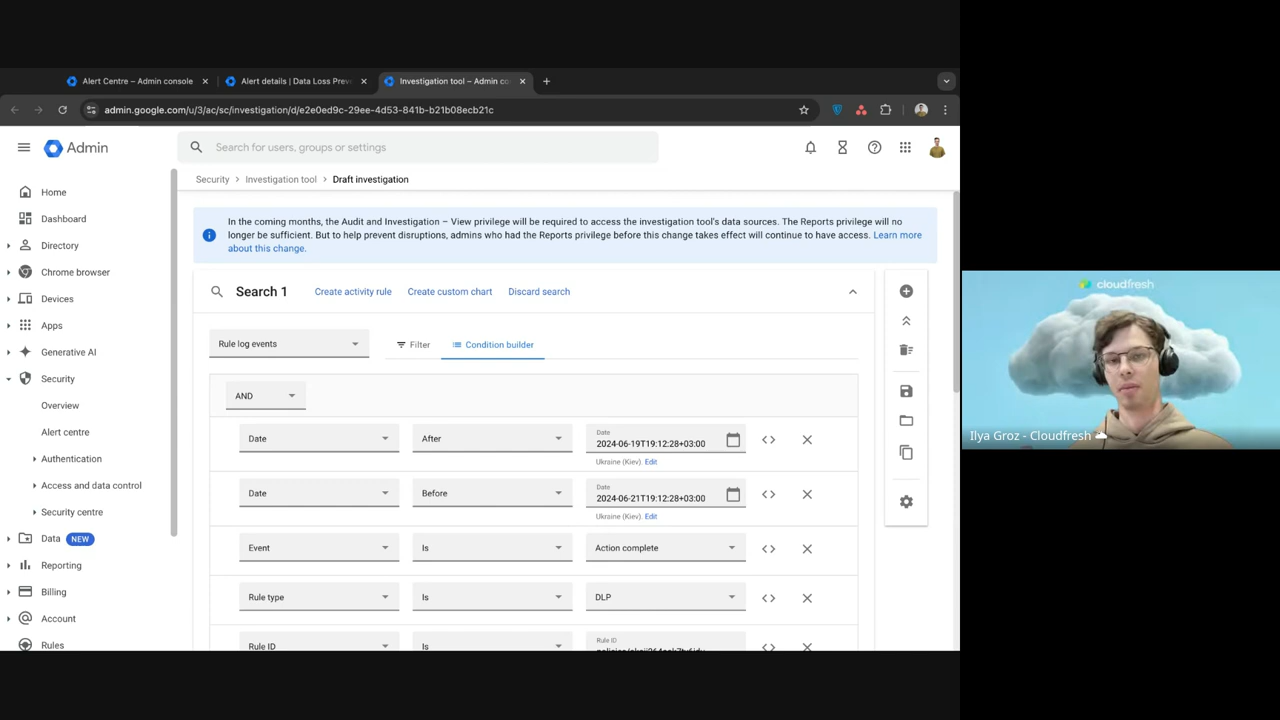 Alert Centre – Admin console
Alert details | Data Loss Prev
Investigation tool – Admin co
admin.google.com/u/3/ac/sc/investigation/d/e2e0ed9c-29ee-4d53-841b-b21b08ecb21c
Admin
Search for users, groups or settings
Security
Investigation tool
Draft investigation
Home
Dashboard
Directory
Chrome browser
Devices
Apps
Generative AI
Security
Overview
Alert centre
Authentication
Access and data control
Security centre
Data NEW
Reporting
Billing
Account
Rules
In the coming months, the Audit and Investigation – View privilege will be required to access the investigation tool's data sources. The Reports privilege will no
longer be sufficient. But to help prevent disruptions, admins who had the Reports privilege before this change takes effect will continue to have access. Learn more
about this change.
Search 1 Create activity rule Create custom chart Discard search
Rule log events Filter Condition builder
AND
Date
Date After 2024-06-19T19:12:28+03:00
Ukraine (Kiev). Edit
Date
Date Before 2024-06-21T19:12:28+03:00
Ukraine (Kiev). Edit
Event Is Action complete
Rule type Is DLP
Rule ID
Rule ID Is
cloudfresh
Ilya Groz - Cloudfresh